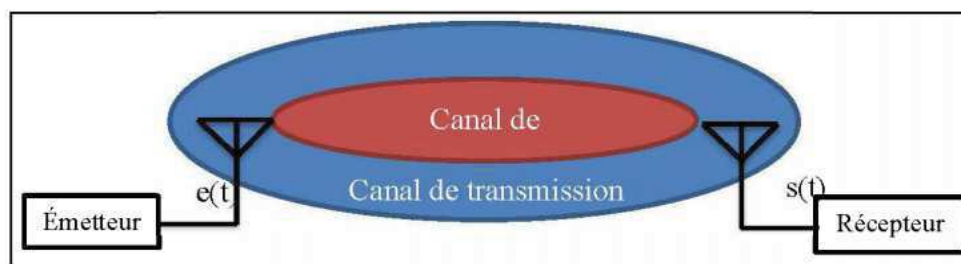 Canal de
Canal de transmission
e(t)
s(t)
Émetteur
Récepteur